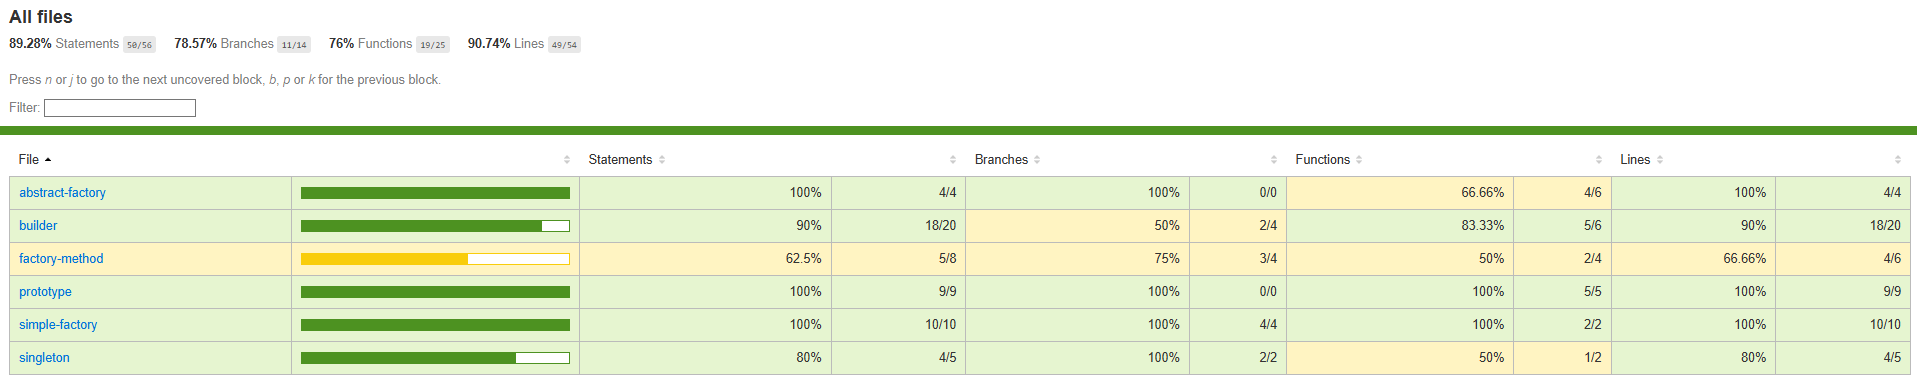 All files
89.28% Statements 50/56 78.57% Branches 11/14 76% Functions 19/25 90.74% Lines 49/54
Press n or j to go to the next uncovered block, b, p or k for the previous block.
Filter:
File Statements Branches Functions Lines
abstract-factory 100% 4/4 100% 0/0 66.66% 4/6 100% 4/4
builder 90% 18/20 50% 2/4 83.33% 5/6 90% 18/20
factory-method 62.5% 5/8 75% 3/4 50% 2/4 66.66% 4/6
prototype 100% 9/9 100% 0/0 100% 5/5 100% 9/9
simple-factory 100% 10/10 100% 4/4 100% 2/2 100% 10/10
singleton 80% 4/5 100% 2/2 50% 1/2 80% 4/5